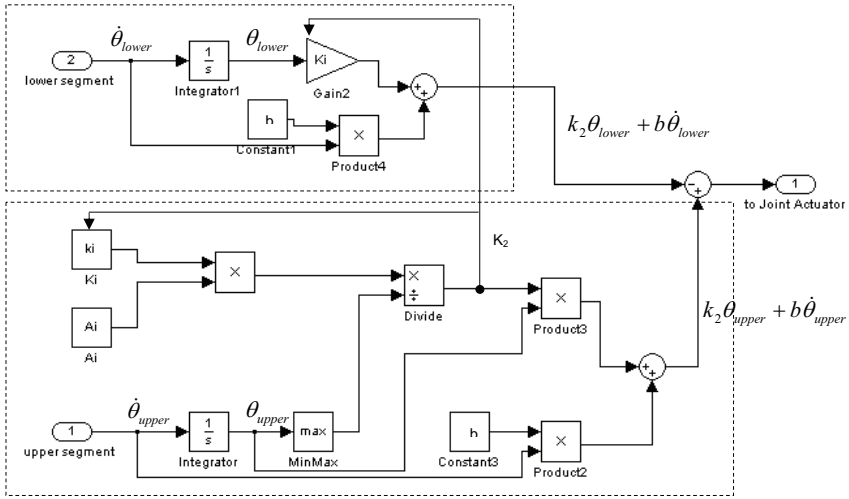 θ̇lower
θlower
2
lower segment
1/s
Integrator1
Ki
Gain2
++
h
Constant1
×
Product4
k2θlower + bθ̇lower
-+
1
to Joint Actuator
ki
Ki
×
K2
×
÷
Divide
×
Product3
Ai
Ai
k2θupper + bθ̇upper
++
θ̇upper
θupper
1
upper segment
1/s
Integrator
max
MinMax
h
Constant3
×
Product2